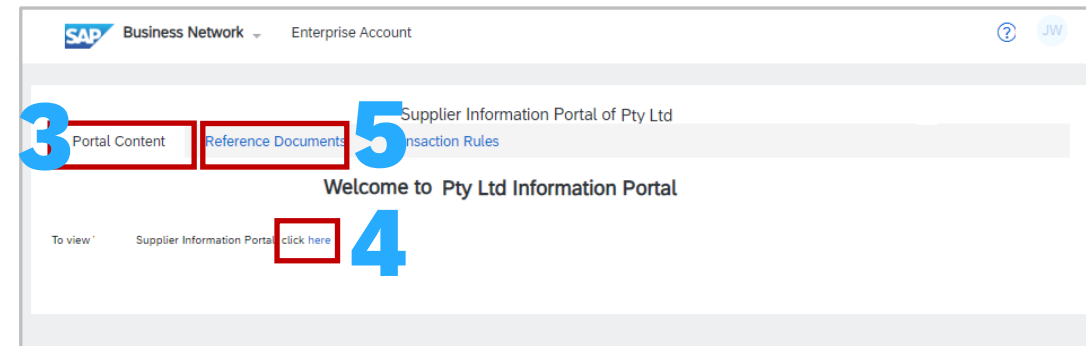 SAP Business Network Enterprise Account ? JW
Supplier Information Portal of Pty Ltd
3 Portal Content Reference Documents 5 nsaction Rules
Welcome to Pty Ltd Information Portal
To view ' Supplier Information Portal click here 4